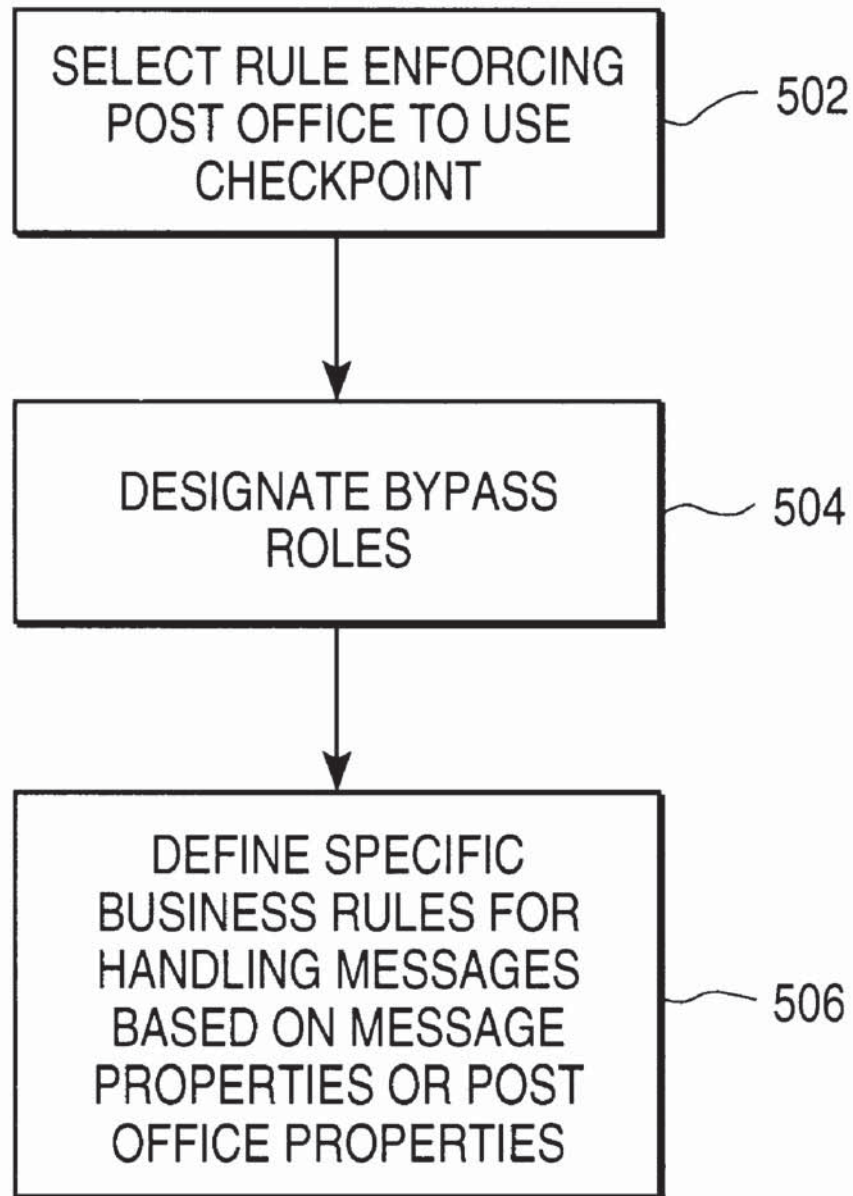 SELECT RULE ENFORCING
POST OFFICE TO USE
CHECKPOINT
502
DESIGNATE BYPASS
ROLES
504
DEFINE SPECIFIC
BUSINESS RULES FOR
HANDLING MESSAGES
BASED ON MESSAGE
PROPERTIES OR POST
OFFICE PROPERTIES
506